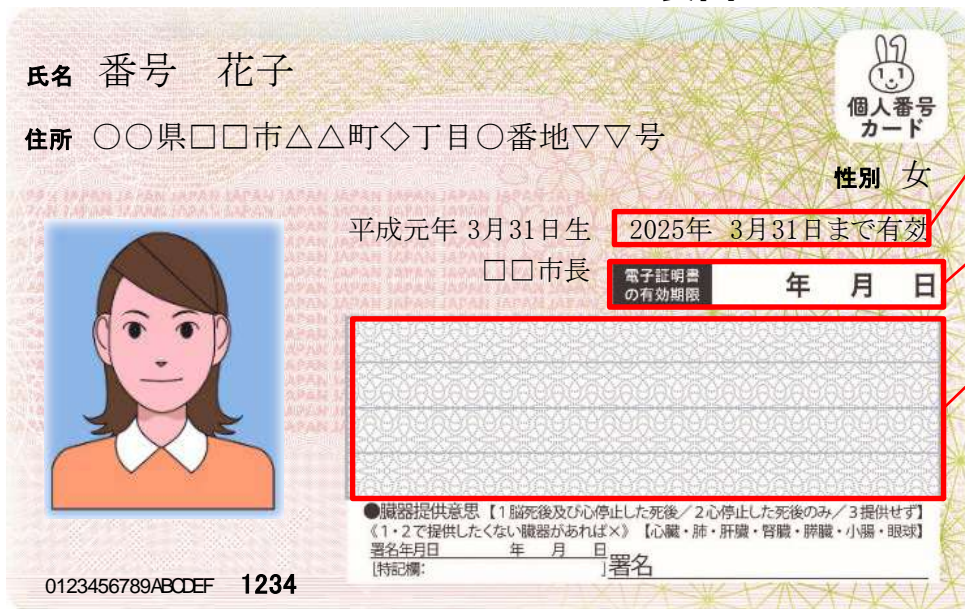 氏名 番号 花子
個人番号
カード
住所 ○○県□□市△△町◇丁目○番地▽▽号
性別 女
平成元年 3月31日生 2025年 3月31日まで有効
□□市長
電子証明書
の有効期限
年 月 日
●臓器提供意思【1 脳死後及び心停止した死後／2 心停止した死後のみ／3 提供せず】
《1・2で提供したくない臓器があれば×》【心臓・肺・肝臓・腎臓・膵臓・小腸・眼球】
署名年月日 年 月 日
[特記欄: ]署名
0123456789ABCDEF 1234